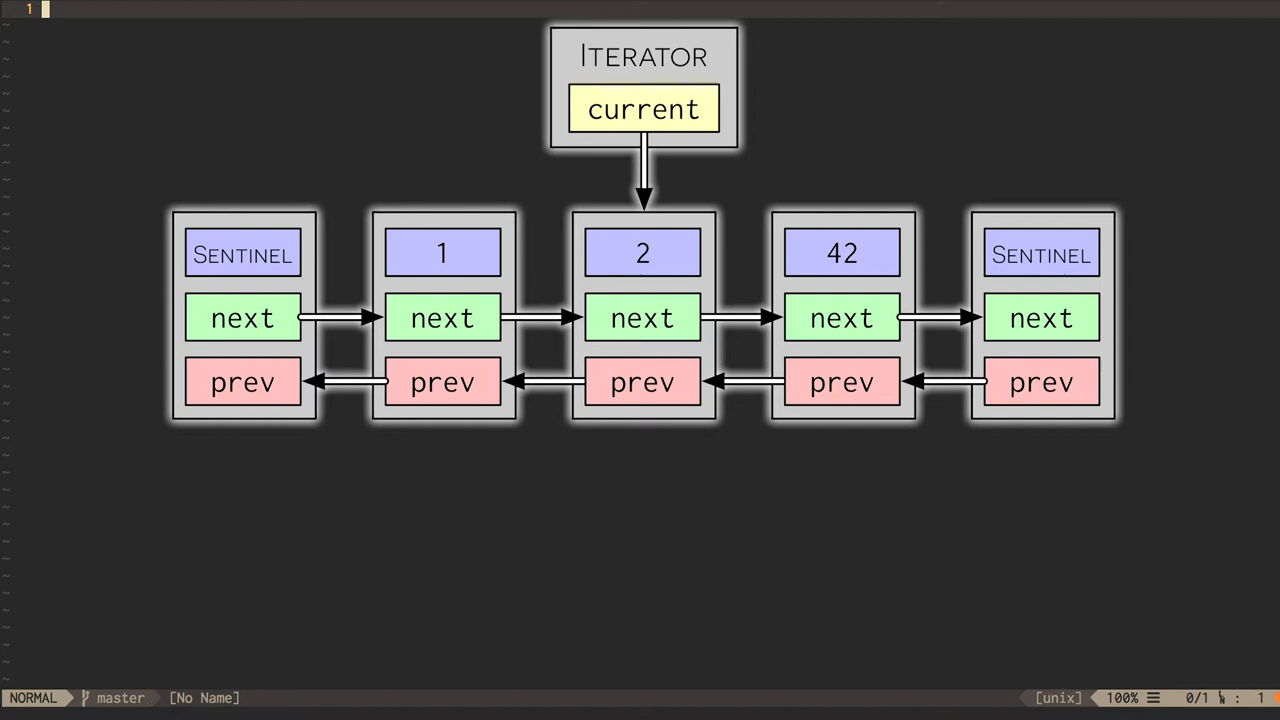 1
ITERATOR
current
SENTINEL 1 2 42 SENTINEL
next next next next next
prev prev prev prev prev
NORMAL master [No Name] [unix] 100% 0/1 : 1